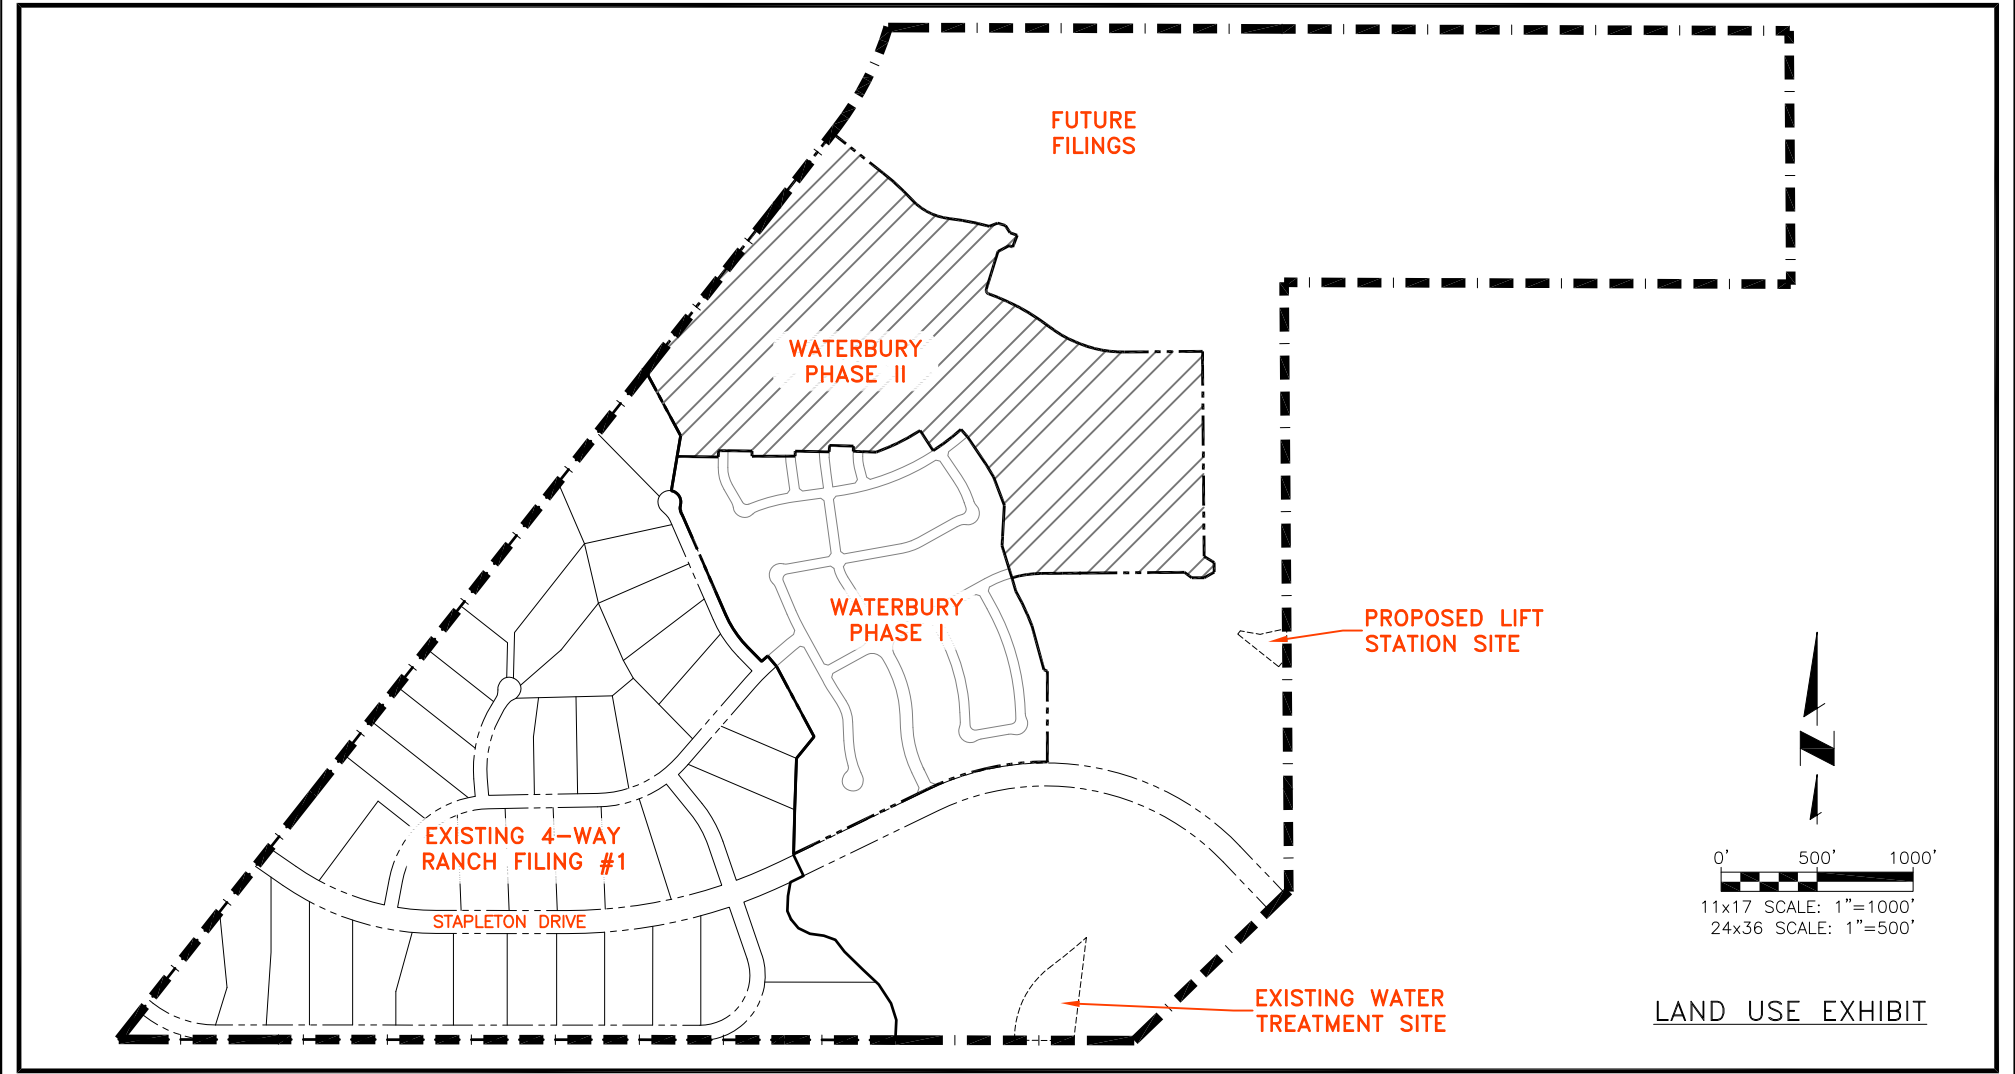 FUTURE
FILINGS
WATERBURY
PHASE II
WATERBURY
PHASE I
PROPOSED LIFT
STATION SITE
EXISTING 4-WAY
RANCH FILING #1
STAPLETON DRIVE
EXISTING WATER
TREATMENT SITE
N
0' 500' 1000'
11x17 SCALE: 1"=1000'
24x36 SCALE: 1"=500'
LAND USE EXHIBIT